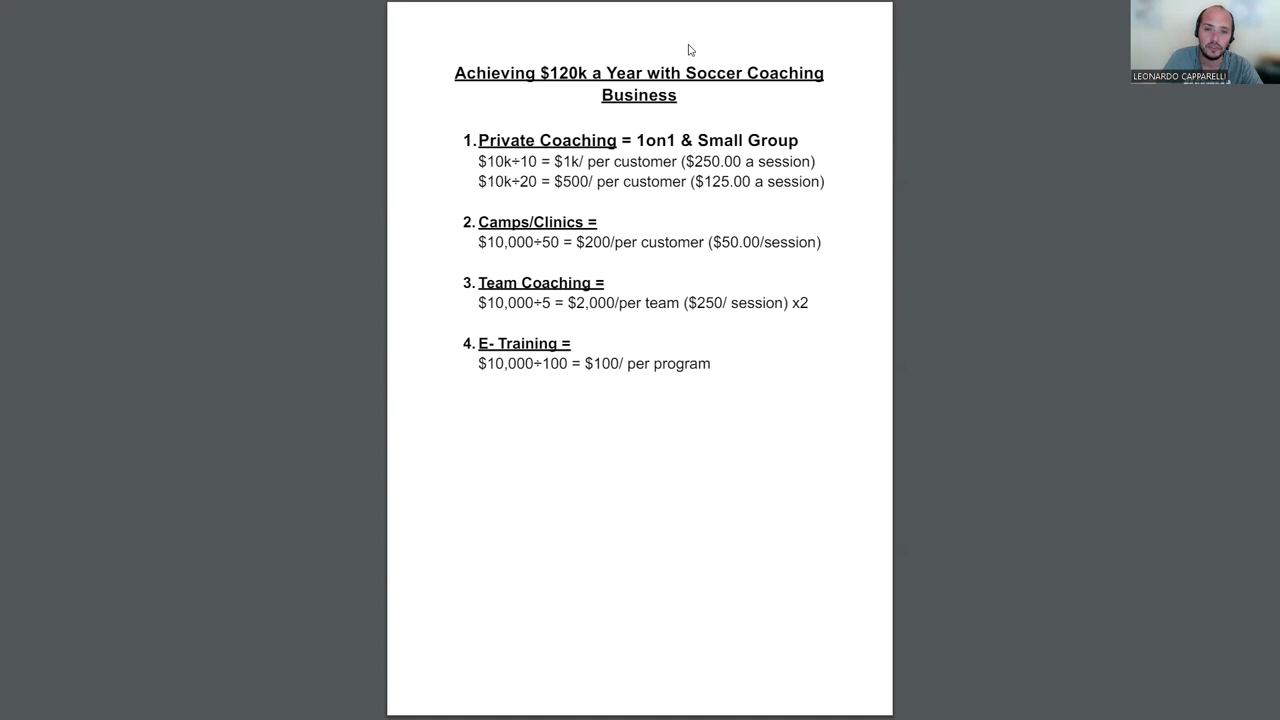 LEONARDO CAPPARELLI
Achieving $120k a Year with Soccer Coaching
Business
1. Private Coaching = 1on1 & Small Group
$10k÷10 = $1k/ per customer ($250.00 a session)
$10k÷20 = $500/ per customer ($125.00 a session)
2. Camps/Clinics =
$10,000÷50 = $200/per customer ($50.00/session)
3. Team Coaching =
$10,000÷5 = $2,000/per team ($250/ session) x2
4. E- Training =
$10,000÷100 = $100/ per program